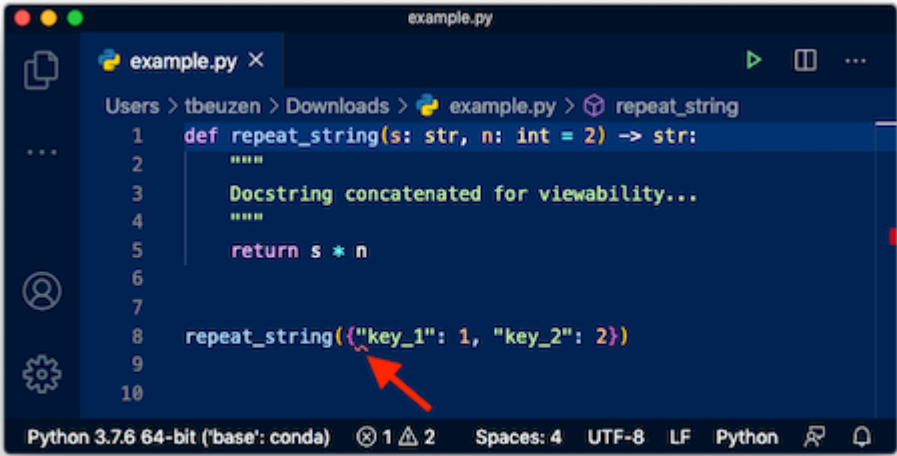 example.py
example.py ×
Users > tbeuzen > Downloads > example.py > repeat_string
1 def repeat_string(s: str, n: int = 2) -> str:
2 """
3 Docstring concatenated for viewability...
4 """
5 return s * n
6
7
8 repeat_string({"key_1": 1, "key_2": 2})
9
10
Python 3.7.6 64-bit ('base': conda) 1 2 Spaces: 4 UTF-8 LF Python